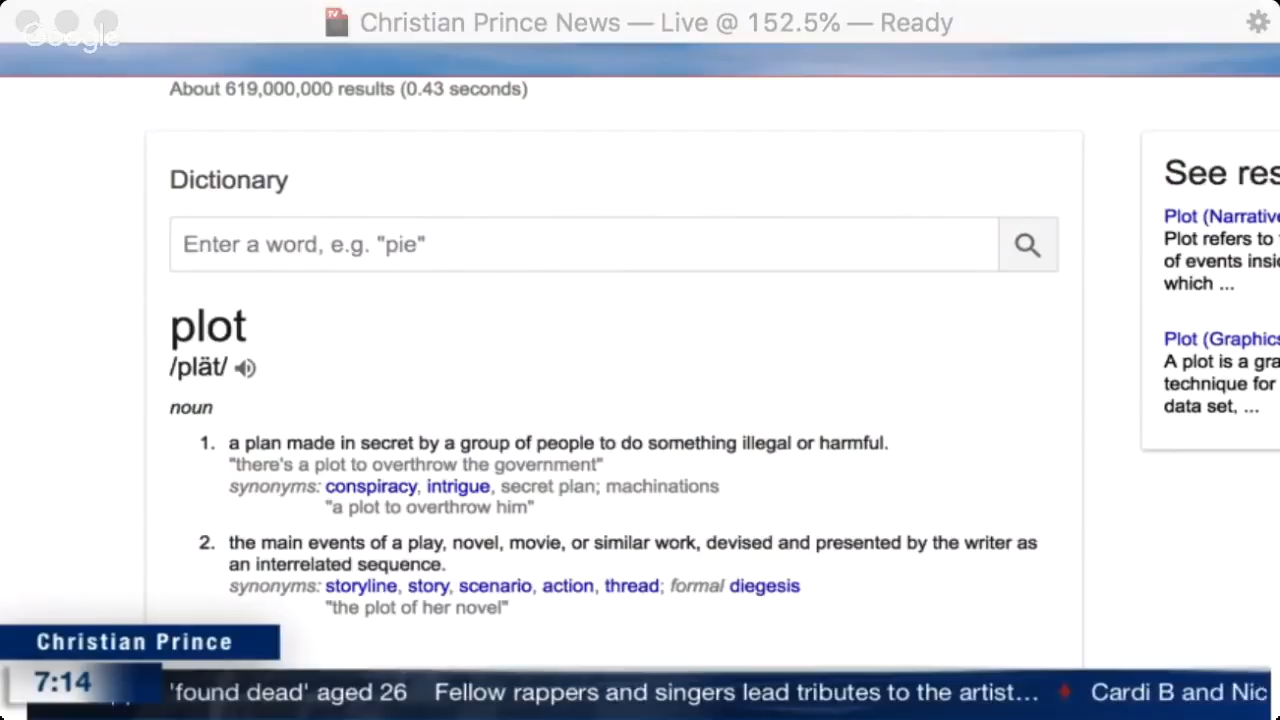 Christian Prince News — Live @ 152.5% — Ready
Google
About 619,000,000 results (0.43 seconds)
Dictionary
Enter a word, e.g. "pie"
plot
/plät/
noun
1. a plan made in secret by a group of people to do something illegal or harmful.
"there's a plot to overthrow the government"
synonyms: conspiracy, intrigue, secret plan; machinations
"a plot to overthrow him"
2. the main events of a play, novel, movie, or similar work, devised and presented by the writer as
an interrelated sequence.
synonyms: storyline, story, scenario, action, thread; formal diegesis
"the plot of her novel"
See res
Plot (Narrative
Plot refers to
of events insi
which ...
Plot (Graphics
A plot is a gra
technique for
data set, ...
Christian Prince
7:14
'found dead' aged 26 Fellow rappers and singers lead tributes to the artist... Cardi B and Nic